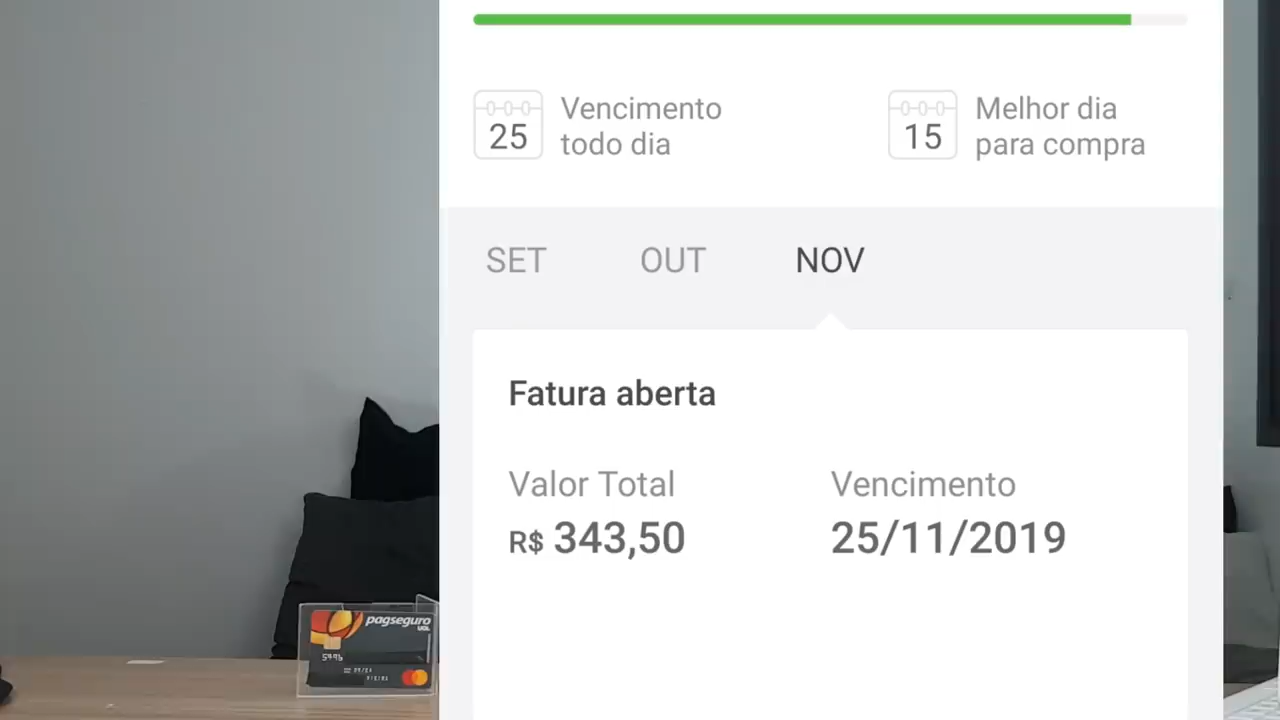 Vencimento
25
todo dia
Melhor dia
15
para compra
SET OUT NOV
Fatura aberta
Valor Total Vencimento
R$ 343,50 25/11/2019
pagseguro
UOL